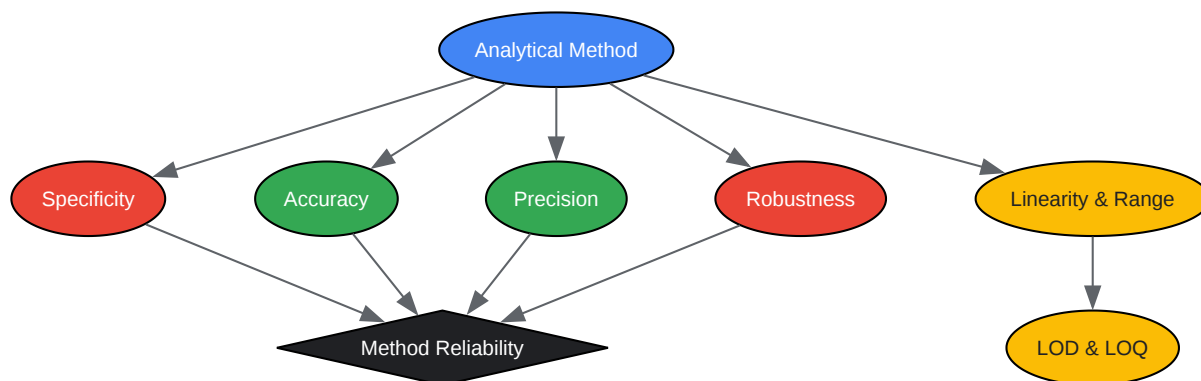 Analytical Method
Specificity
Accuracy
Precision
Robustness
Linearity & Range
Method Reliability
LOD & LOQ